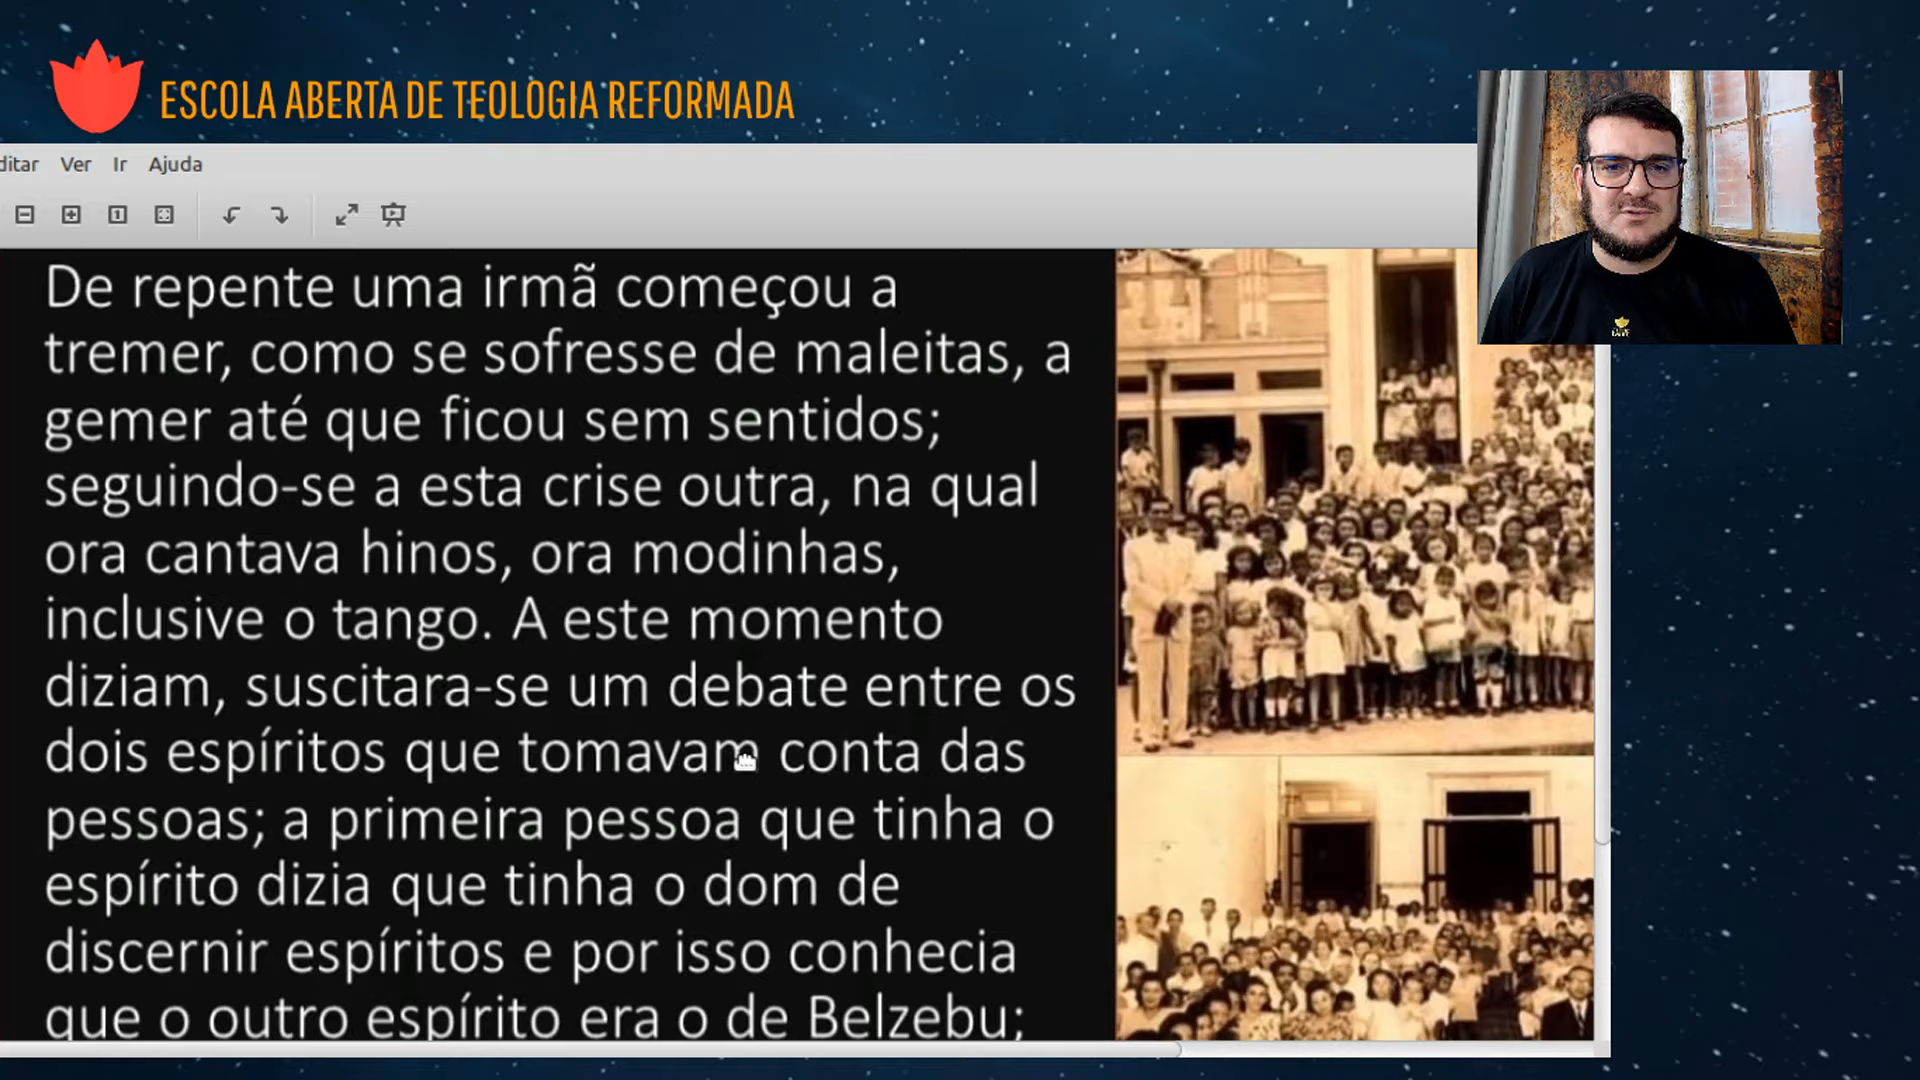 ESCOLA ABERTA DE TEOLOGIA REFORMADA
ditar Ver Ir Ajuda
De repente uma irmã começou a
tremer, como se sofresse de maleitas, a
gemer até que ficou sem sentidos;
seguindo-se a esta crise outra, na qual
ora cantava hinos, ora modinhas,
inclusive o tango. A este momento
diziam, suscitara-se um debate entre os
dois espíritos que tomavam conta das
pessoas; a primeira pessoa que tinha o
espírito dizia que tinha o dom de
discernir espíritos e por isso conhecia
que o outro espírito era o de Belzebu;